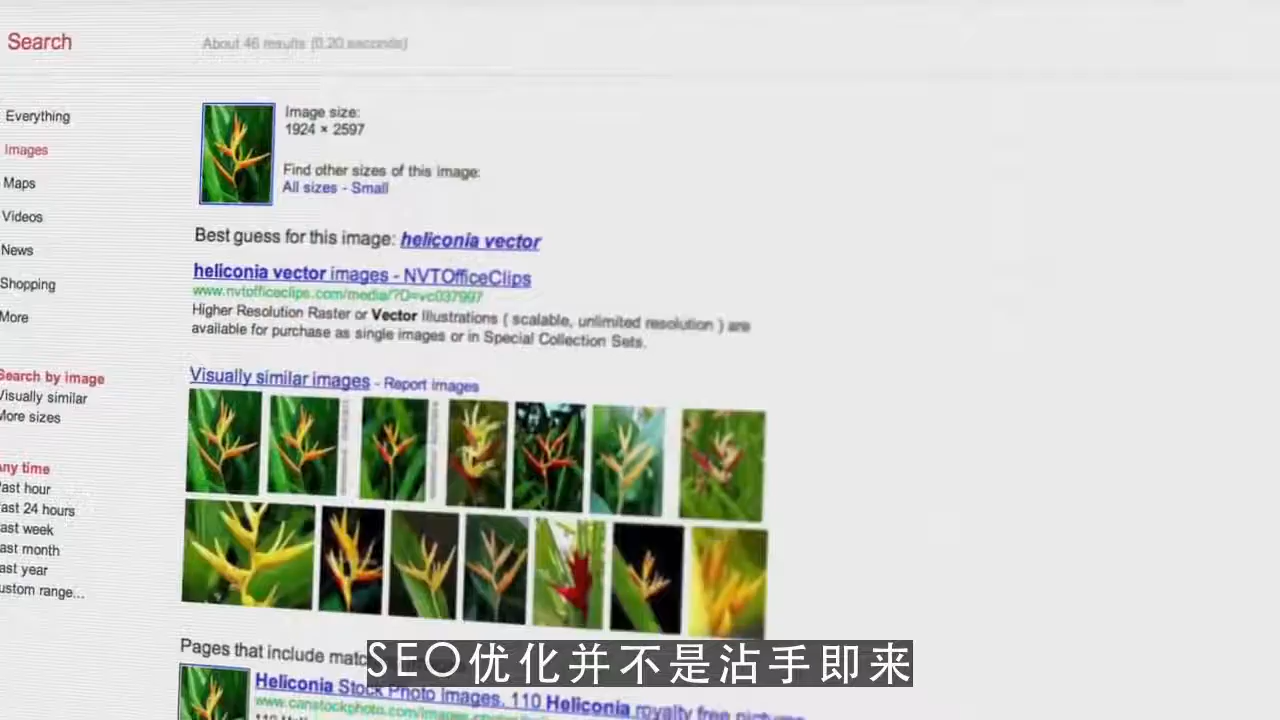 Search
About 46 results (0.20 seconds)
Everything
Images
Maps
Videos
News
Shopping
More
Search by image
Visually similar
More sizes
Any time
Past hour
Past 24 hours
Past week
Past month
Past year
Custom range...
Image size:
1924 × 2597
Find other sizes of this image:
All sizes - Small
Best guess for this image: heliconia vector
heliconia vector images - NVTOfficeClips
www.nvtofficeclips.com/media/?D=vc037997
Higher Resolution Raster or Vector Illustrations ( scalable, unlimited resolution ) are
available for purchase as single images or in Special Collection Sets.
Visually similar images - Report images
Pages that include matc
Heliconia Stock Photo Images. 110 Heliconia royalty free pictures
www.canstockphoto.com/images
SEO优化并不是沾手即来